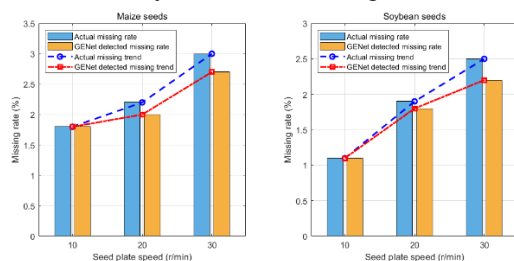 Maize seeds
3.5
3
2.5
2
1.5
1
0.5
0
Missing rate (%)
Actual missing rate
GENet detected missing rate
Actual missing trend
GENet detected missing trend
10 20 30
Seed plate speed (r/min)
Soybean seeds
3
2.5
2
1.5
1
0.5
0
Missing rate (%)
Actual missing rate
GENet detected missing rate
Actual missing trend
GENet detected missing trend
10 20 30
Seed plate speed (r/min)